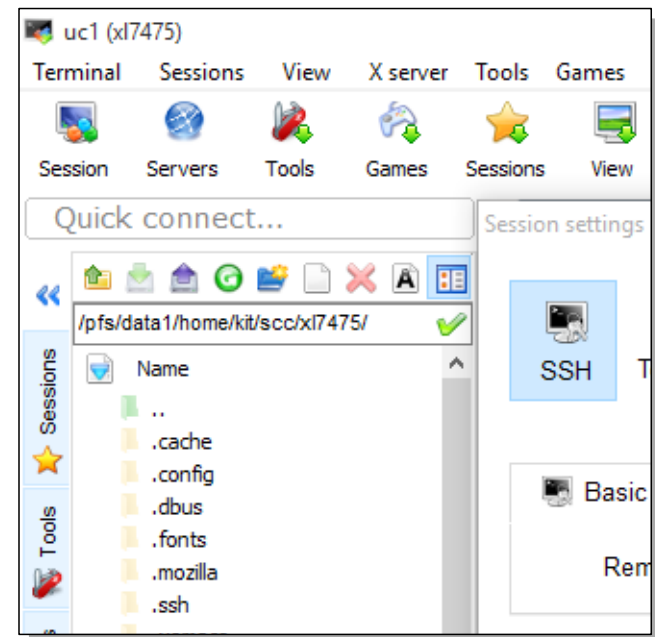 uc1 (xl7475)
Terminal Sessions View X server Tools Games
Session Servers Tools Games Sessions View
Quick connect...
Session settings
/pfs/data1/home/kit/scc/xl7475/
Name
..
.cache
.config
.dbus
.fonts
.mozilla
.ssh
Sessions
Tools
SSH
Basic